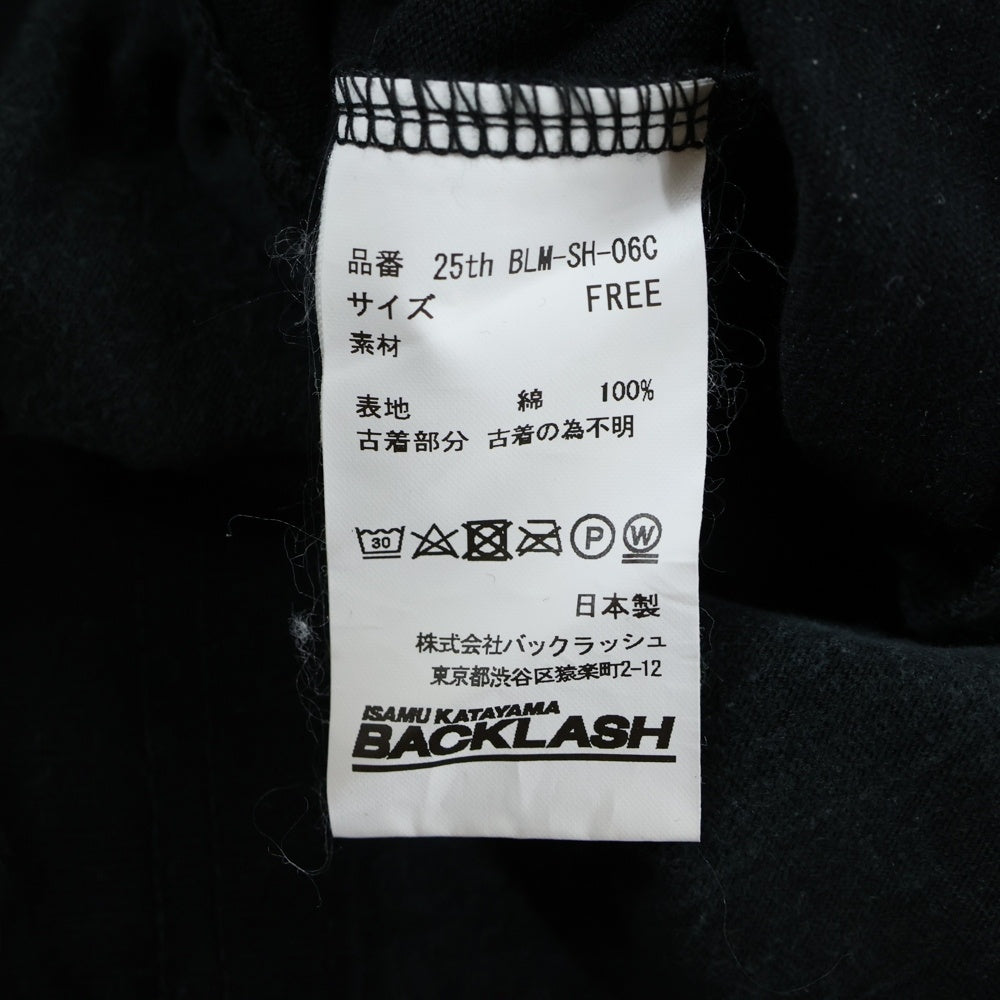 品番 25th BLM-SH-06C
サイズ FREE
素材
表地 綿 100%
古着部分 古着の為不明
30 P W
日本製
株式会社バックラッシュ
東京都渋谷区猿楽町2-12
ISAMU KATAYAMA
BACKLASH